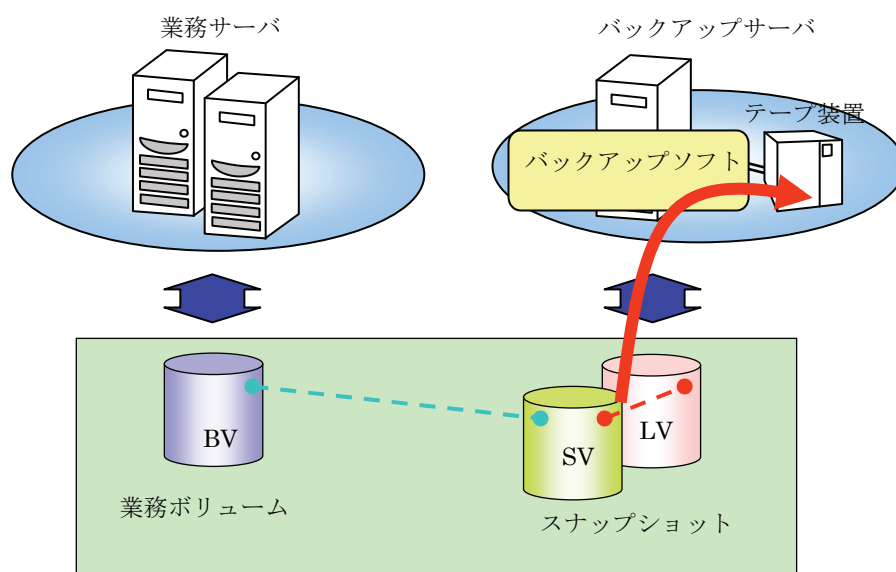 業務サーバ
バックアップサーバ
テープ装置
バックアップソフト
BV
SV
LV
業務ボリューム
スナップショット